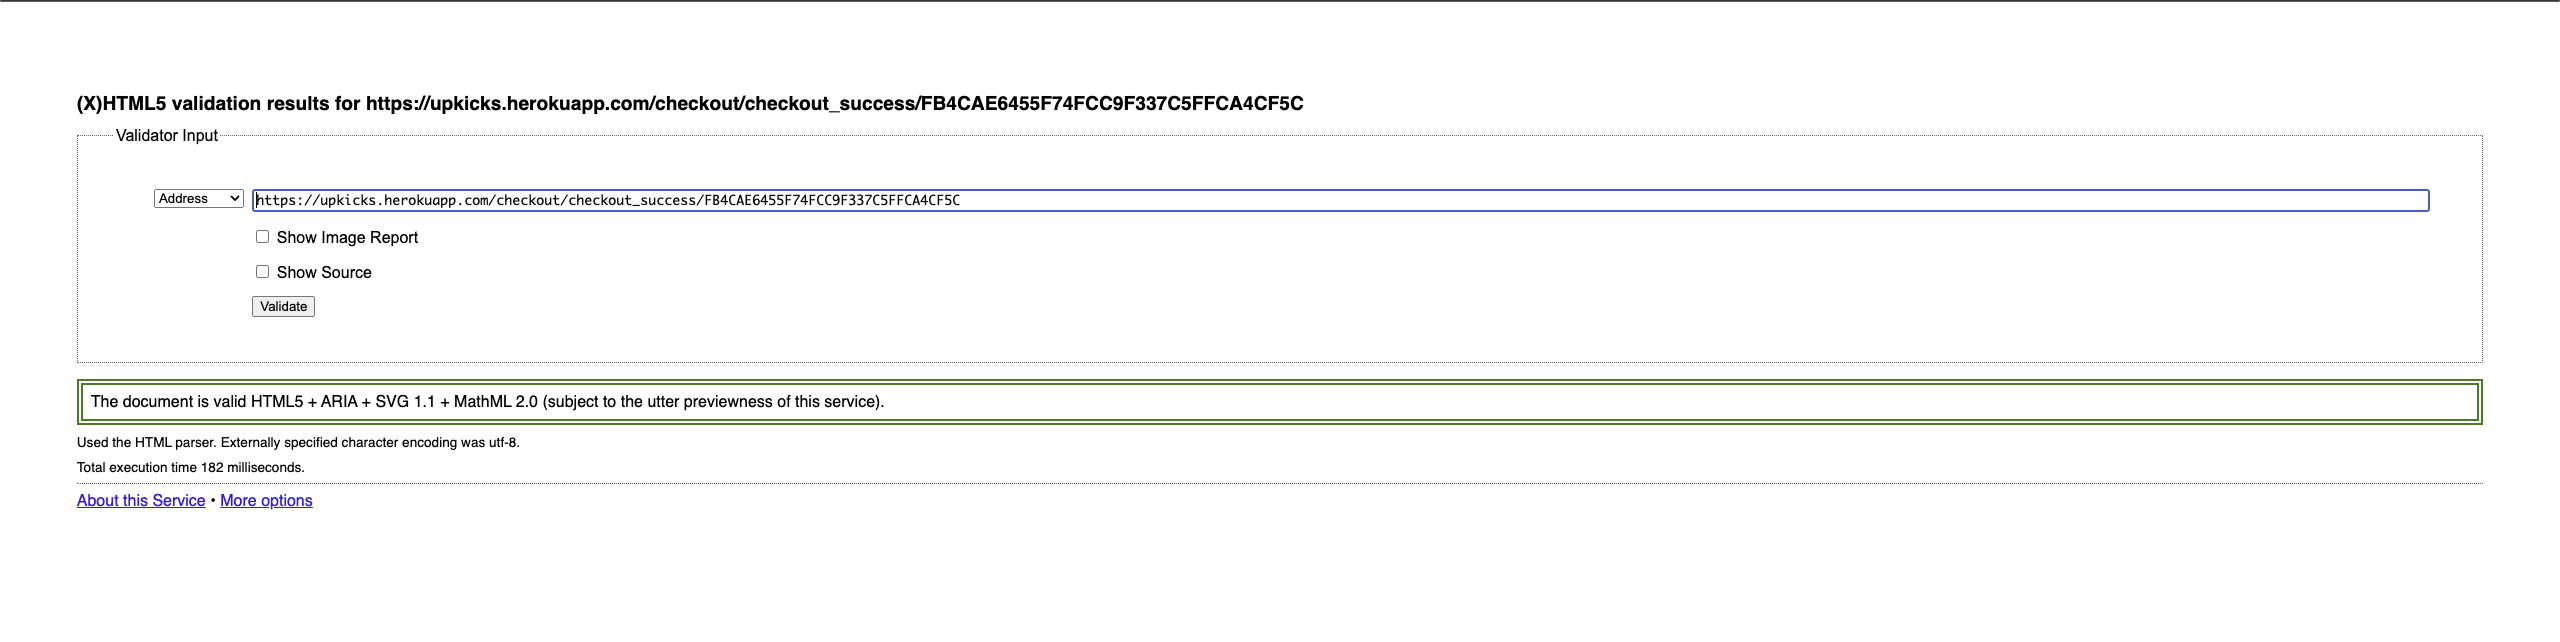 (X)HTML5 validation results for https://upkicks.herokuapp.com/checkout/checkout_success/FB4CAE6455F74FCC9F337C5FFCA4CF5C
Validator Input
Address https://upkicks.herokuapp.com/checkout/checkout_success/FB4CAE6455F74FCC9F337C5FFCA4CF5C
Show Image Report
Show Source
Validate
The document is valid HTML5 + ARIA + SVG 1.1 + MathML 2.0 (subject to the utter previewness of this service).
Used the HTML parser. Externally specified character encoding was utf-8.
Total execution time 182 milliseconds.
About this Service • More options